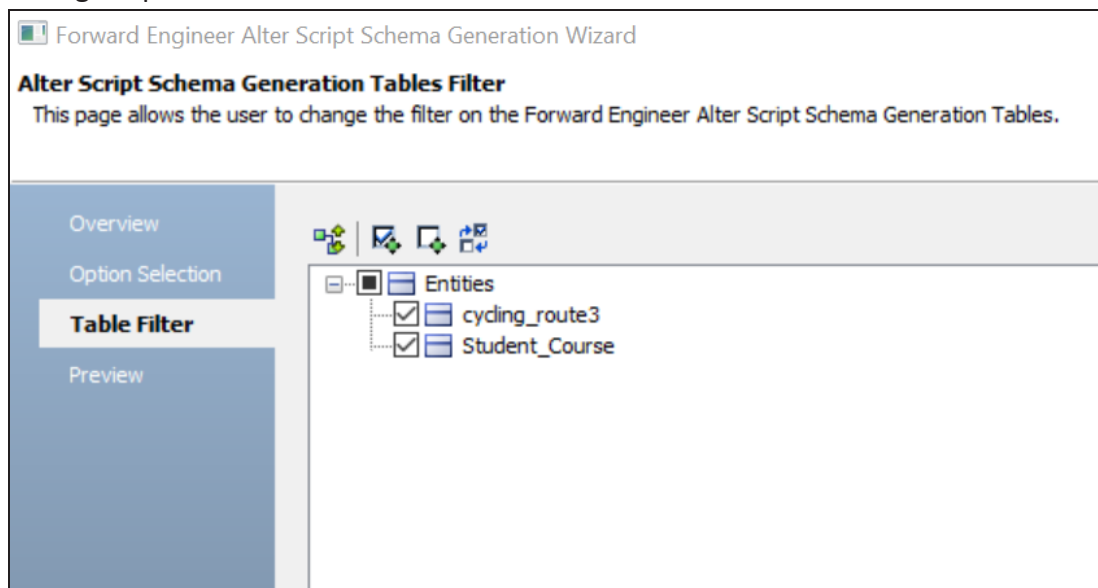 Forward Engineer Alter Script Schema Generation Wizard
Alter Script Schema Generation Tables Filter
This page allows the user to change the filter on the Forward Engineer Alter Script Schema Generation Tables.
Overview
Option Selection
Table Filter
Preview
Entities
cycling_route3
Student_Course